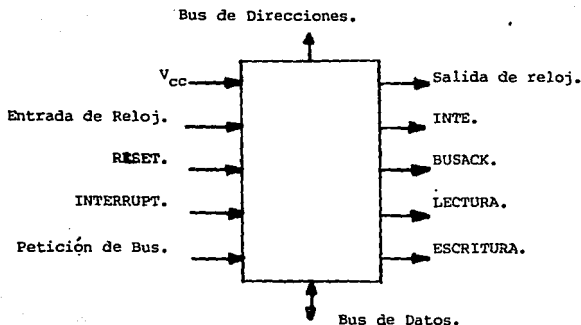 Bus de Direcciones.
Vcc
Salida de reloj.
Entrada de Reloj.
INTE.
RESET.
BUSACK.
INTERRUPT.
LECTURA.
Petición de Bus.
ESCRITURA.
Bus de Datos.